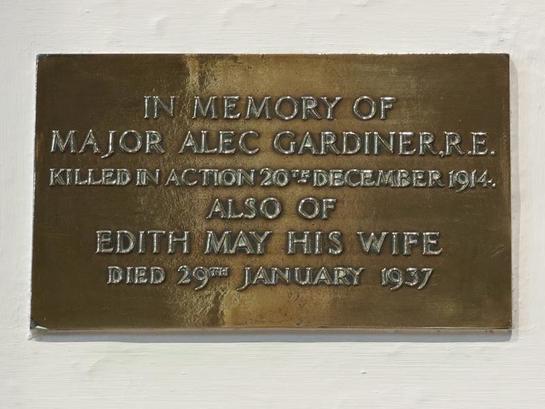 IN MEMORY OF
MAJOR ALEC GARDINER,R.E.
KILLED IN ACTION 20TH DECEMBER 1914.
ALSO OF
EDITH MAY HIS WIFE
DIED 29TH JANUARY 1937